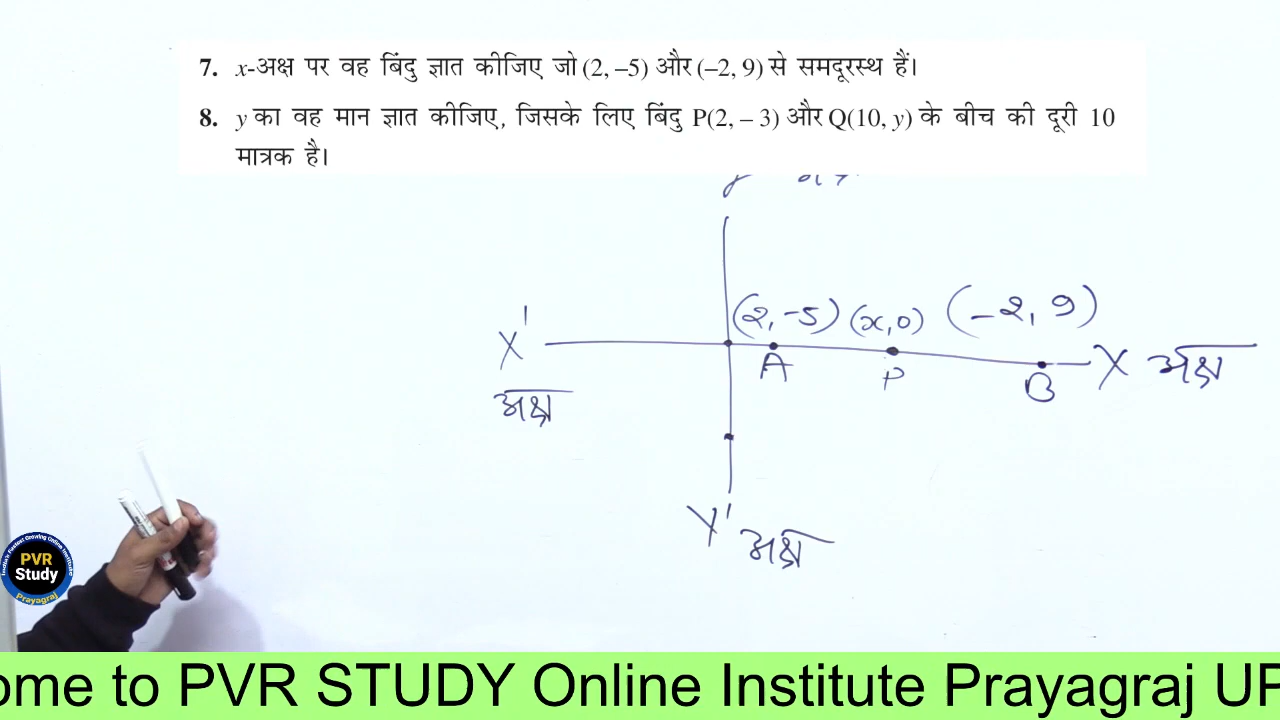 7. x-अक्ष पर वह बिंदु ज्ञात कीजिए जो (2, –5) और (–2, 9) से समदूरस्थ हैं।
8. y का वह मान ज्ञात कीजिए, जिसके लिए बिंदु P(2, – 3) और Q(10, y) के बीच की दूरी 10
मात्रक है।
(2, -5) (x, 0) (-2, 9)
X' A P B X अक्ष
अक्ष
Y' अक्ष
PVR
Study
Prayagraj
ome to PVR STUDY Online Institute Prayagraj UP